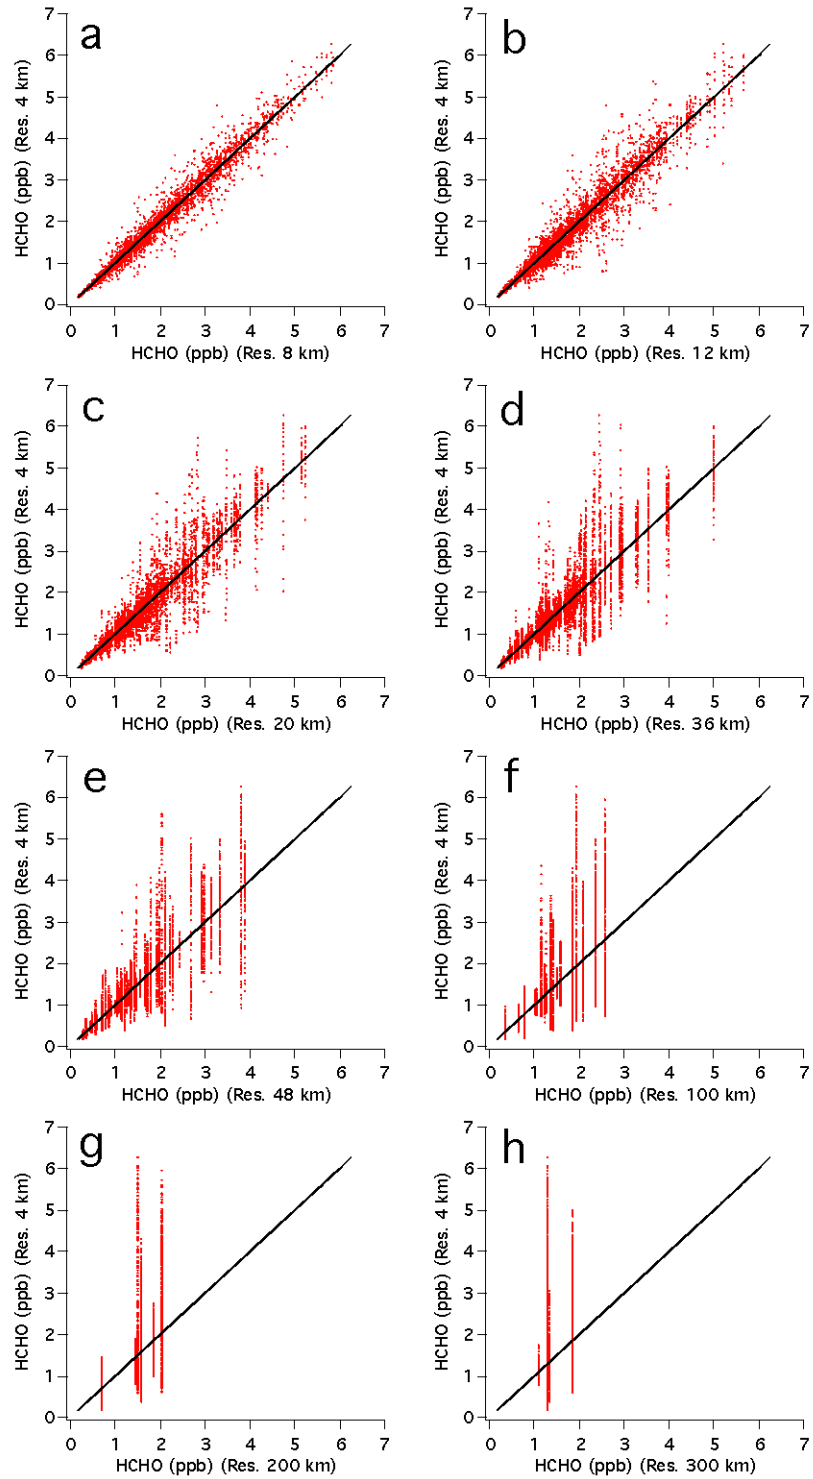 a
7
6
5
4
3
2
1
0
HCHO (ppb) (Res. 4 km)
0 1 2 3 4 5 6 7
HCHO (ppb) (Res. 8 km)
b
7
6
5
4
3
2
1
0
HCHO (ppb) (Res. 4 km)
0 1 2 3 4 5 6 7
HCHO (ppb) (Res. 12 km)
c
7
6
5
4
3
2
1
0
HCHO (ppb) (Res. 4 km)
0 1 2 3 4 5 6 7
HCHO (ppb) (Res. 20 km)
d
7
6
5
4
3
2
1
0
HCHO (ppb) (Res. 4 km)
0 1 2 3 4 5 6 7
HCHO (ppb) (Res. 36 km)
e
7
6
5
4
3
2
1
0
HCHO (ppb) (Res. 4 km)
0 1 2 3 4 5 6 7
HCHO (ppb) (Res. 48 km)
f
7
6
5
4
3
2
1
0
HCHO (ppb) (Res. 4 km)
0 1 2 3 4 5 6 7
HCHO (ppb) (Res. 100 km)
g
7
6
5
4
3
2
1
0
HCHO (ppb) (Res. 4 km)
0 1 2 3 4 5 6 7
HCHO (ppb) (Res. 200 km)
h
7
6
5
4
3
2
1
0
HCHO (ppb) (Res. 4 km)
0 1 2 3 4 5 6 7
HCHO (ppb) (Res. 300 km)